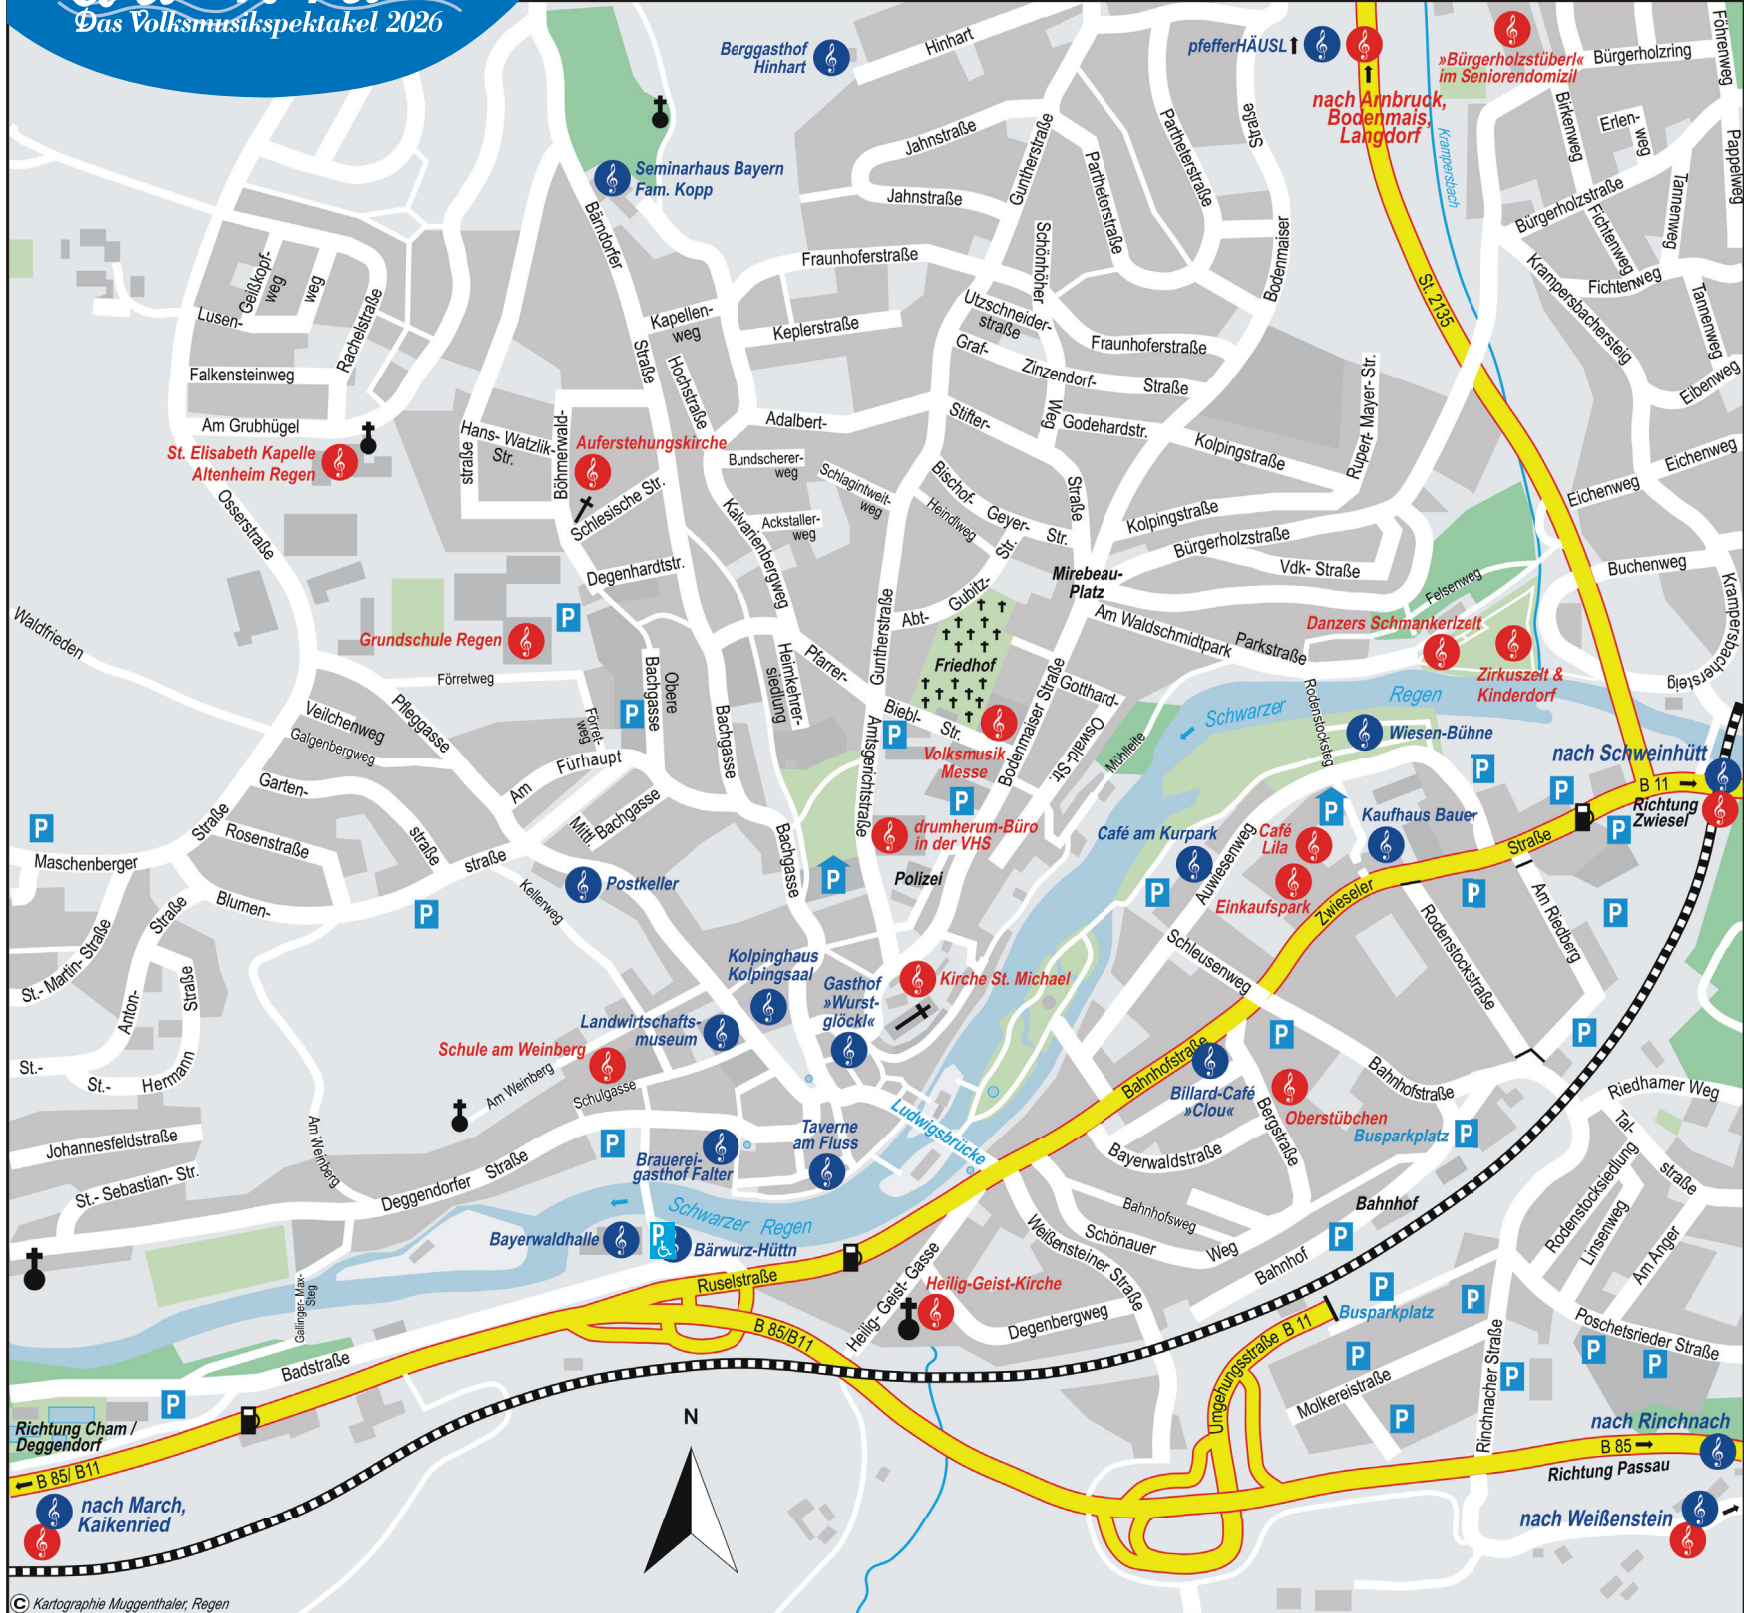 Das Volksmusikspektakel 2026
Berggasthof
Hinhart
Hinhart
pfefferHÄUSL
»Bürgerholzstüberl«
im Seniorendomizil
Bürgerholzring
Föhrenweg
nach Arnbruck,
Bodenmais,
Langdorf
Krampersbach
Birkenweg
Erlen-
weg
Pappelweg
Seminarhaus Bayern
Fam. Kopp
Jahnstraße
Jahnstraße
Guntherstraße
Partheterstraße
Partheterstraße
Straße
Bodenmaiser
Bürgerholzstraße
Tannenweg
Fichtenweg
Fichtenweg
Krampersbachersteig
Tannenweg
Eibenweg
Bärndorfer
Straße
Fraunhoferstraße
Schönhöher
Weg
Utzschneider-
straße
Fraunhoferstraße
Graf-
Zinzendorf-
Straße
Geißkopf-
weg
weg
Lusen-
Rachelstraße
Kapellen-
weg
Keplerstraße
St. 2135
Falkensteinweg
Am Grubhügel
Hochstraße
Adalbert-
Stifter-
Straße
Godehardstr.
Kolpingstraße
Rupert- Mayer- Str.
St. Elisabeth Kapelle
Altenheim Regen
Hans- Watzlik-
Str.
straße
Böhmerwald-
Auferstehungskirche
Schlesische Str.
Bundscherer-
weg
Schlagintweit-
weg
Bischof-
Geyer-
Str.
Heindlweg
Eichenweg
Eichenweg
Osserstraße
Kalvarienbergweg
Ackstaller-
weg
Kolpingstraße
Bürgerholzstraße
Vdk- Straße
Buchenweg
Degenhardtstr.
Mirebeau-
Platz
Abt-
Gubitz-
Str.
Felsenweg
Krampersbachersteig
Waldfrieden
Grundschule Regen
P
Guntherstraße
Friedhof
Am Waldschmidtpark
Parkstraße
Danzers Schmankerlzelt
Zirkuszelt &
Kinderdorf
Förretweg
Förret-
weg
Obere
Bachgasse
Heimkehrer-
siedlung
Pfarrer-
Biebl-
Str.
Gotthard-
Oswald-Str.
Bodenmaiser Straße
Rodenstocksteg
Schwarzer
Regen
Wiesen-Bühne
Veilchenweg
Galgenbergweg
Pfleggasse
P
Bachgasse
Amtsgerichtstraße
P
Volksmusik
Messe
Mühlleite
P
nach Schweinhütt
Am
Fürhaupt
P
P
B 11
Richtung
Zwiesel
Garten-
straße
Mittl.
Bachgasse
drumherum-Büro
in der VHS
Café am Kurpark
Auwiesenweg
Café
Lila
P
Kaufhaus Bauer
P
P
Maschenberger
Straße
Rosenstraße
Blumen-
straße
Postkeller
Bachgasse
P
Polizei
P
Einkaufspark
Zwieseler
Straße
P
P
Kellerweg
P
St.- Martin- Straße
Straße
Anton-
Straße
Kolpinghaus
Kolpingsaal
Gasthof
»Wurst-
glöckl«
Kirche St. Michael
Schleusenweg
Rodenstockstraße
Am Riedberg
Landwirtschafts-
museum
Schule am Weinberg
P
P
St.-
St.-
Hermann
Am Weinberg
Schulgasse
Bahnhofstraße
Billard-Café
»Clou«
Oberstübchen
Bahnhofstraße
Riedhamer Weg
Johannesfeldstraße
Am Weinberg
P
Brauerei-
gasthof Falter
Taverne
am Fluss
Ludwigsbrücke
Bergstraße
Busparkplatz
P
Tal-
straße
St.- Sebastian- Str.
Deggendorfer Straße
Bayerwaldstraße
Bahnhofsweg
Bahnhof
Rodenstocksiedlung
Linsenweg
Am Anger
Schwarzer Regen
Bayerwaldhalle
P
Bärwurz-Hüttn
Weißensteiner Straße
Schönauer
Weg
P
Bahnhof
Ruselstraße
Gallinger- Max-
Steg
Heilig- Geist- Gasse
Heilig-Geist-Kirche
Degenbergweg
P
Busparkplatz
P
B 85/B11
Umgehungsstraße B 11
Poschetsrieder Straße
Badstraße
P
P
P
Molkereistraße
P
P
P
Rinchnacher Straße
Richtung Cham /
Deggendorf
B 85/ B11
nach Rinchnach
B 85
Richtung Passau
N
nach March,
Kaikenried
nach Weißenstein
© Kartographie Muggenthaler, Regen